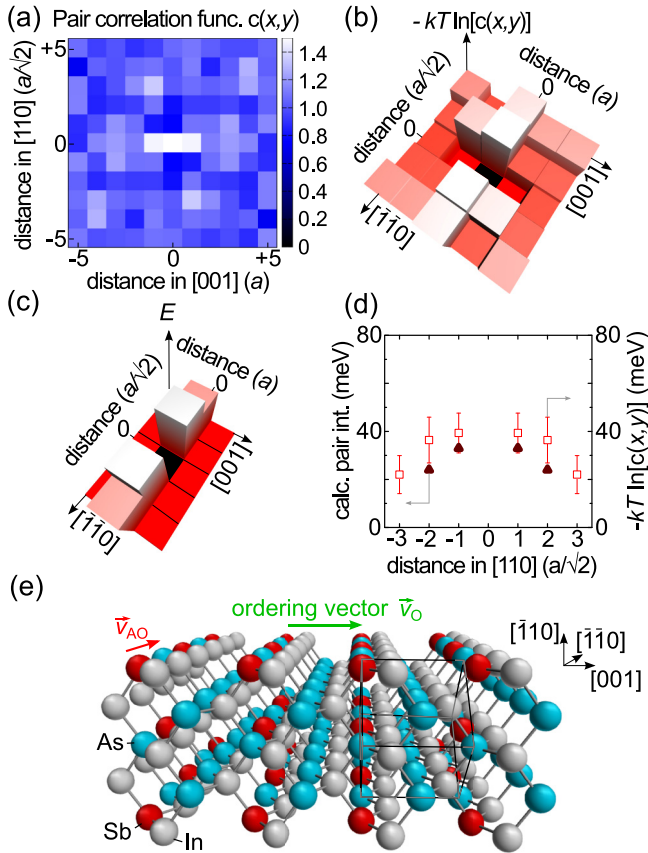 (a) Pair correlation func. c(x,y)
+5
0
-5
distance in [110] (a/√2)
-5 0 +5
distance in [001] (a)
1.4
1.2
1.0
0.8
0.6
0.4
0.2
0
(b) - kT ln[c(x,y)]
distance (a/√2)
distance (a)
0
0
[1̄1̄0]
[001]
(c) E
distance (a/√2)
distance (a)
0
0
[1̄1̄0]
[001]
(d)
80
40
0
calc. pair int. (meV)
80
40
0
-kT ln[c(x,y)] (meV)
-3 -2 -1 0 1 2 3
distance in [110] (a/√2)
(e)
ordering vector v⃗O
v⃗AO
[1̄10]
[1̄1̄0]
[001]
As
Sb
In